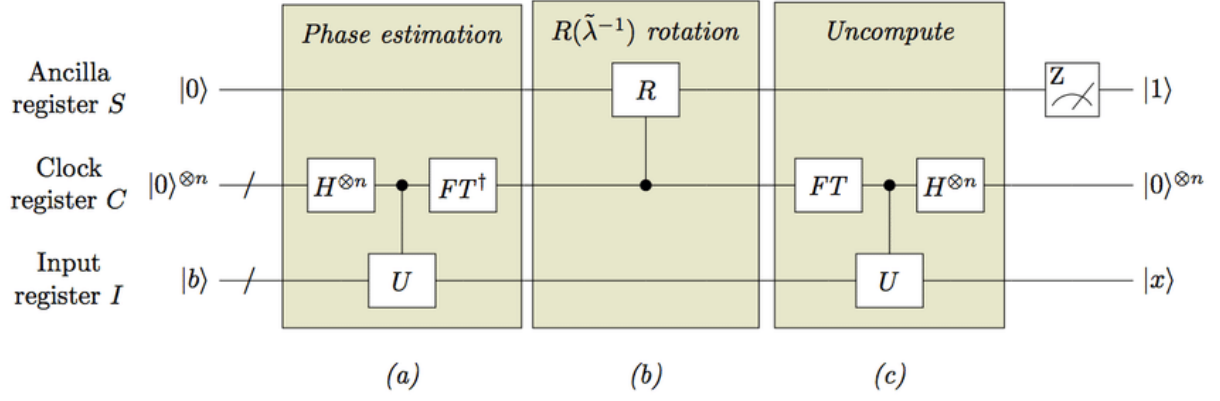 Phase estimation
R(λ̃⁻¹) rotation
Uncompute
Ancilla
register S
|0⟩
R
Z
|1⟩
Clock
register C
|0⟩⊗ⁿ
H⊗ⁿ
FT†
FT
H⊗ⁿ
|0⟩⊗ⁿ
Input
register I
|b⟩
U
U
|x⟩
(a)
(b)
(c)